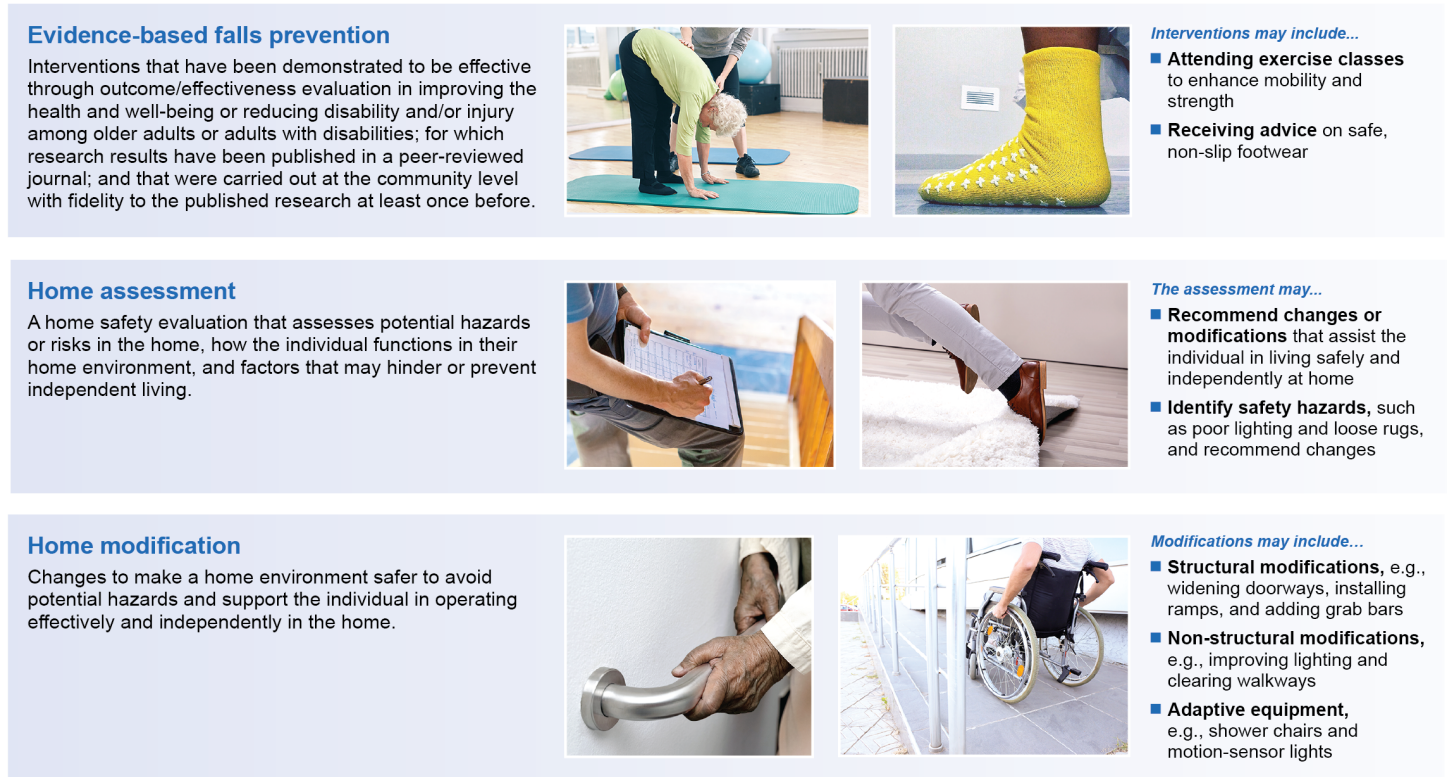 Evidence-based falls prevention
Interventions that have been demonstrated to be effective
through outcome/effectiveness evaluation in improving the
health and well-being or reducing disability and/or injury
among older adults or adults with disabilities; for which
research results have been published in a peer-reviewed
journal; and that were carried out at the community level
with fidelity to the published research at least once before.
Interventions may include...
■ Attending exercise classes
to enhance mobility and
strength
■ Receiving advice on safe,
non-slip footwear
Home assessment
A home safety evaluation that assesses potential hazards
or risks in the home, how the individual functions in their
home environment, and factors that may hinder or prevent
independent living.
The assessment may...
■ Recommend changes or
modifications that assist the
individual in living safely and
independently at home
■ Identify safety hazards, such
as poor lighting and loose rugs,
and recommend changes
Home modification
Changes to make a home environment safer to avoid
potential hazards and support the individual in operating
effectively and independently in the home.
Modifications may include…
■ Structural modifications, e.g.,
widening doorways, installing
ramps, and adding grab bars
■ Non-structural modifications,
e.g., improving lighting and
clearing walkways
■ Adaptive equipment,
e.g., shower chairs and
motion-sensor lights